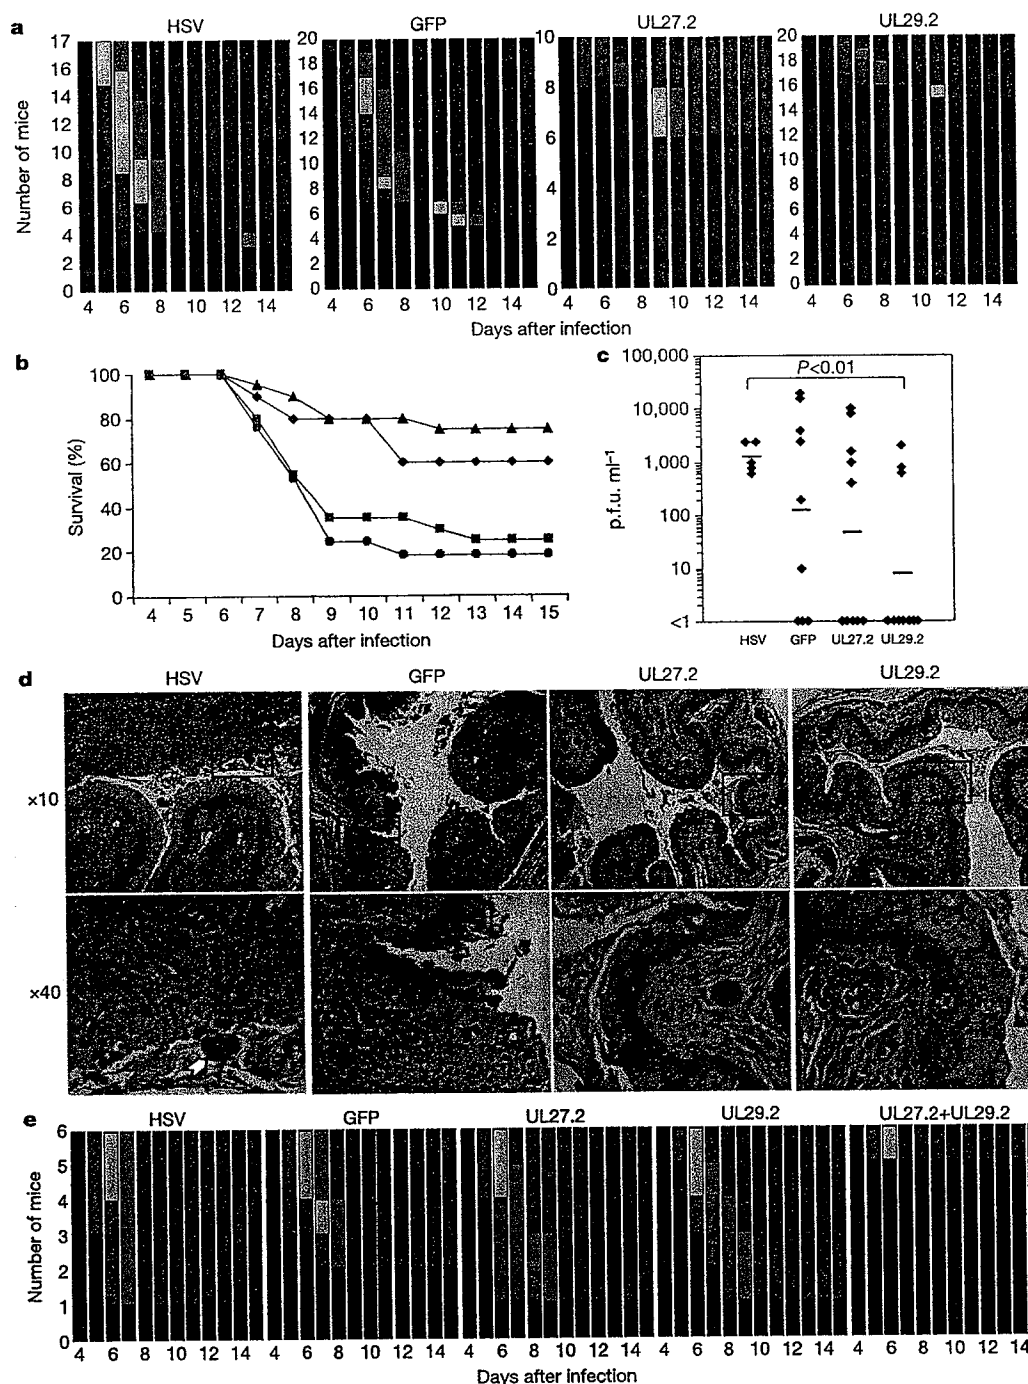 a
HSV
GFP
UL27.2
UL29.2
Number of mice
17
16
14
12
10
8
6
4
2
0
20
18
16
14
12
10
8
6
4
2
0
10
8
6
4
2
0
20
18
16
14
12
10
8
6
4
2
0
4 6 8 10 12 14
4 6 8 10 12 14
4 6 8 10 12 14
4 6 8 10 12 14
Days after infection
b
Survival (%)
100
80
60
40
20
0
4 5 6 7 8 9 10 11 12 13 14 15
Days after infection
c
p.f.u. ml⁻¹
100,000
10,000
1,000
100
10
<1
P<0.01
HSV GFP UL27.2 UL29.2
d
HSV
GFP
UL27.2
UL29.2
×10
×40
e
HSV
GFP
UL27.2
UL29.2
UL27.2+UL29.2
Number of mice
6
5
4
3
2
1
0
4 6 8 10 12 14
4 6 8 10 12 14
4 6 8 10 12 14
4 6 8 10 12 14
4 6 8 10 12 14
Days after infection